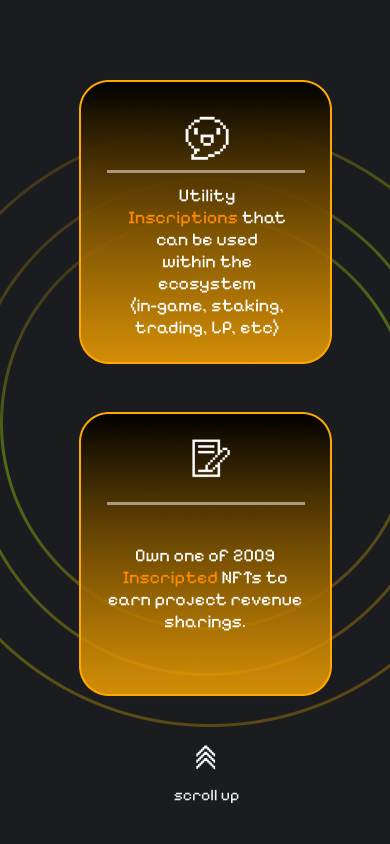 Utility
Inscriptions that
can be used
within the
ecosystem
(in-game, staking,
trading, LP, etc)
Own one of 2009
Inscripted NFTs to
earn project revenue
sharings.
scroll up